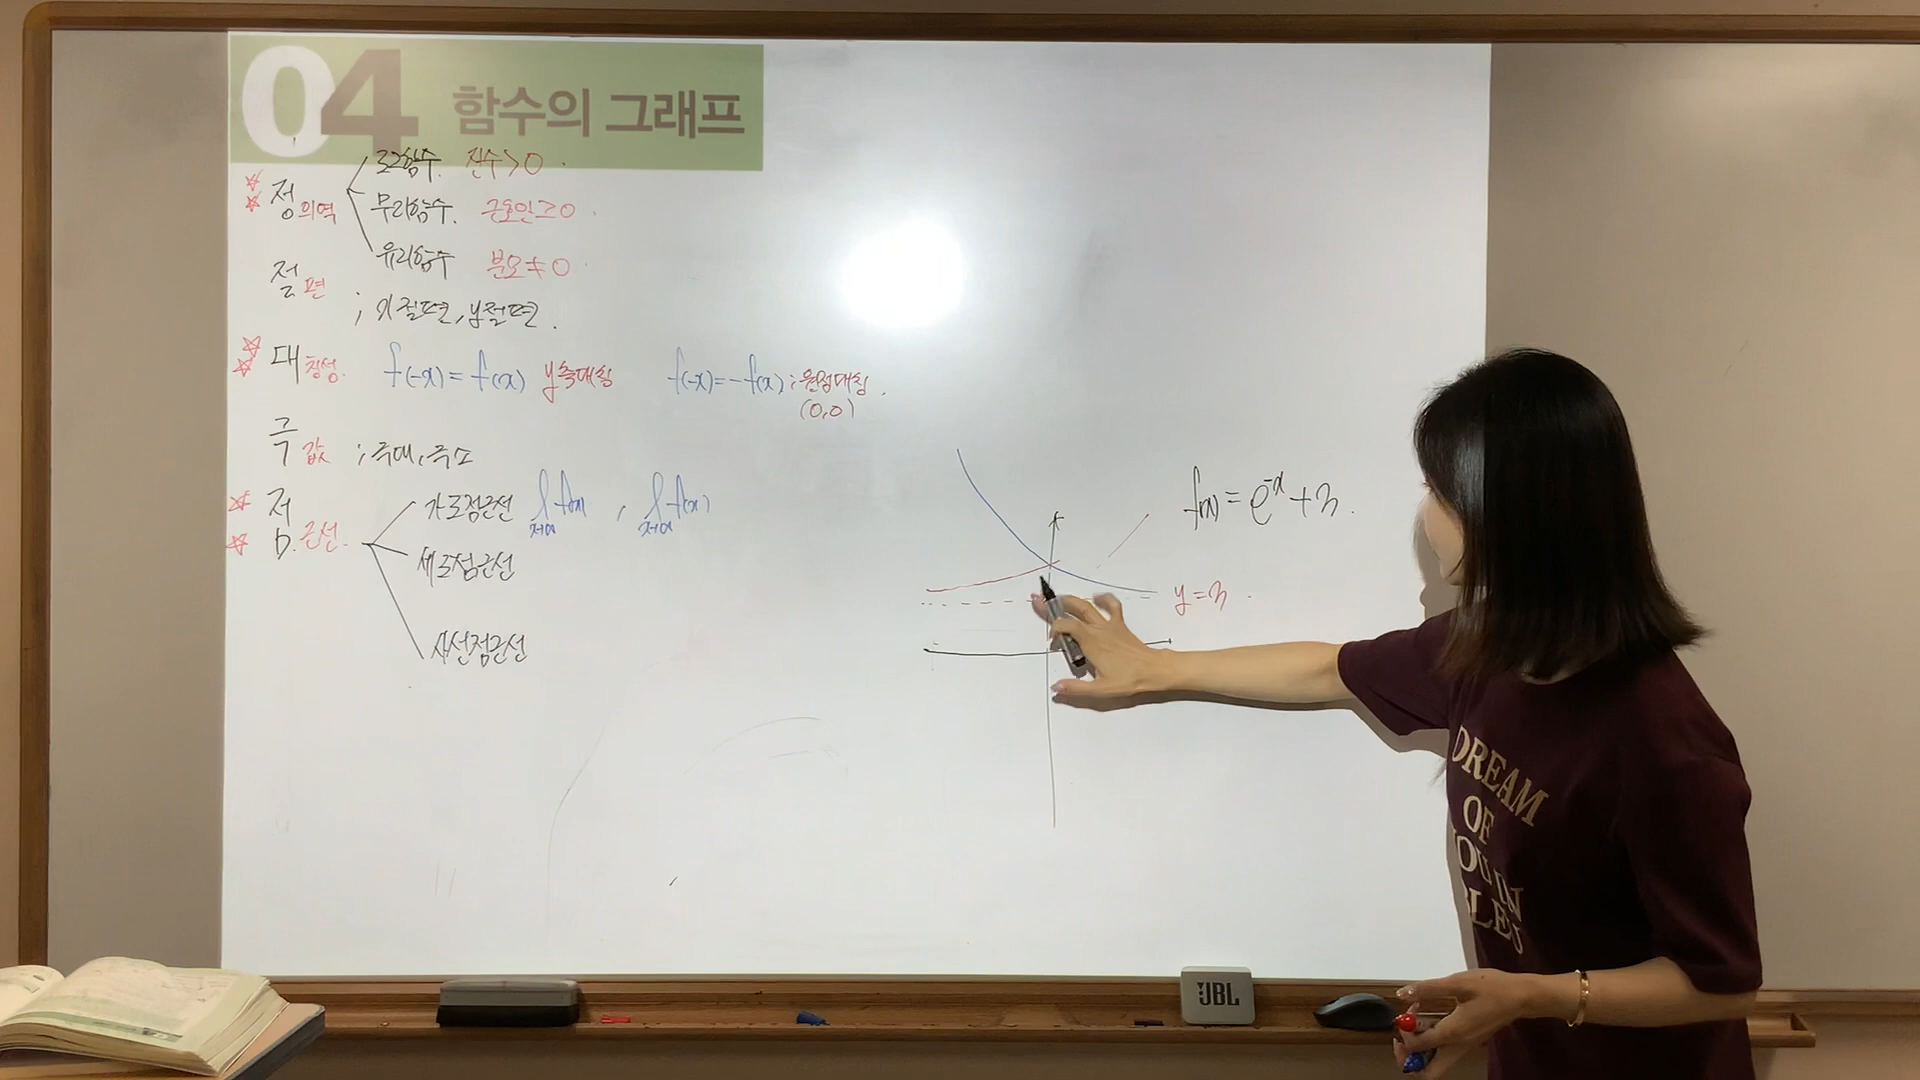 04 함수의 그래프
로그함수. 진수>0.
정의역 무리함수. 근호안≥0.
유리함수 분모≠0
절편
; x절편, y절편.
대칭성. f(-x)=f(x) y축대칭 f(-x)=-f(x); 원점대칭.
(0,0)
극값 ; 극대, 극소
점근선. 가로점근선
세로점근선
사선점근선
f(x)=e^{-x}+3.
y=3.
DREAM
OF
JBL